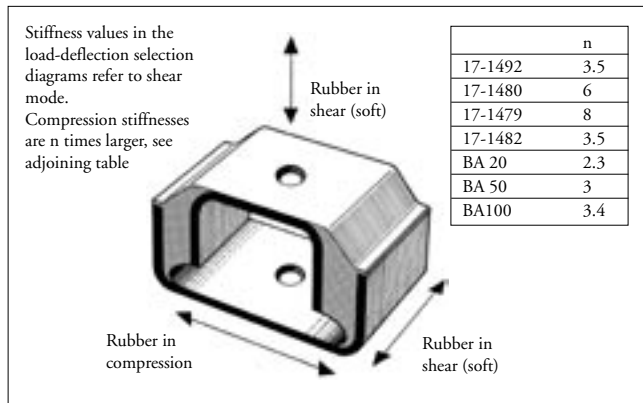 Stiffness values in the
load-deflection selection
diagrams refer to shear
mode.
Compression stiffnesses
are n times larger, see
adjoining table
Rubber in
shear (soft)
n
17-1492 3.5
17-1480 6
17-1479 8
17-1482 3.5
BA 20 2.3
BA 50 3
BA100 3.4
Rubber in
compression
Rubber in
shear (soft)